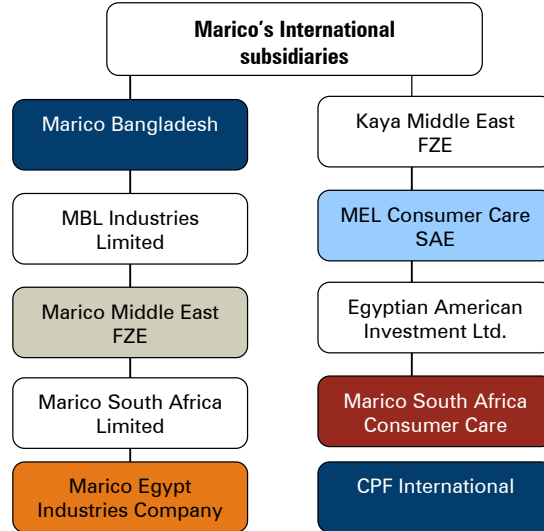 Marico's International
subsidiaries
Marico Bangladesh
MBL Industries
Limited
Marico Middle East
FZE
Marico South Africa
Limited
Marico Egypt
Industries Company
Kaya Middle East
FZE
MEL Consumer Care
SAE
Egyptian American
Investment Ltd.
Marico South Africa
Consumer Care
CPF International